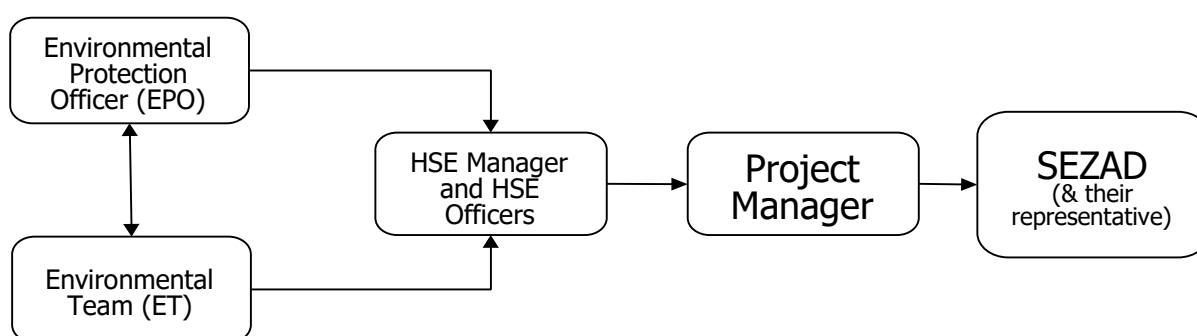 Environmental
Protection
Officer (EPO)
Environmental
Team (ET)
HSE Manager
and HSE
Officers
Project
Manager
SEZAD
(& their
representative)